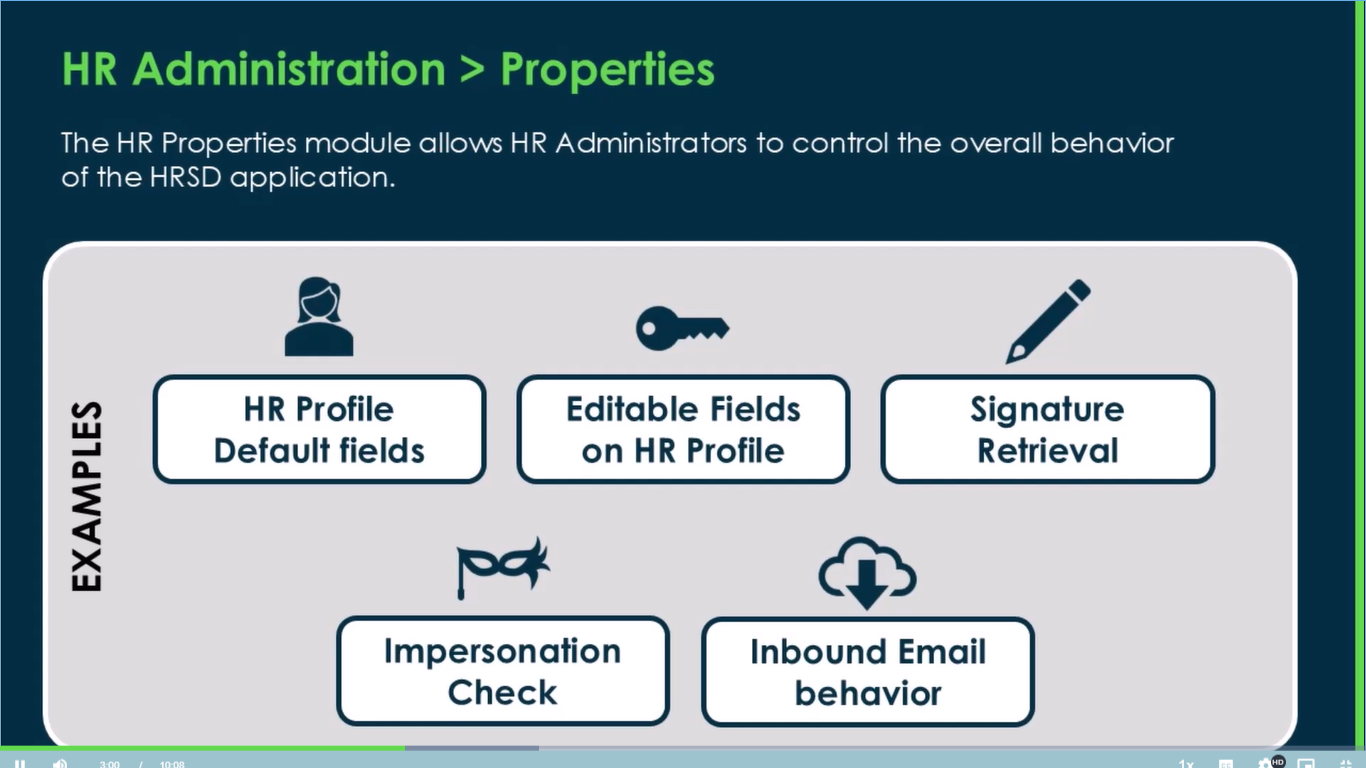 HR Administration > Properties
The HR Properties module allows HR Administrators to control the overall behavior
of the HRSD application.
EXAMPLES
HR Profile
Default fields
Editable Fields
on HR Profile
Signature
Retrieval
Impersonation
Check
Inbound Email
behavior
3:00 / 10:08
1x
CC
HD